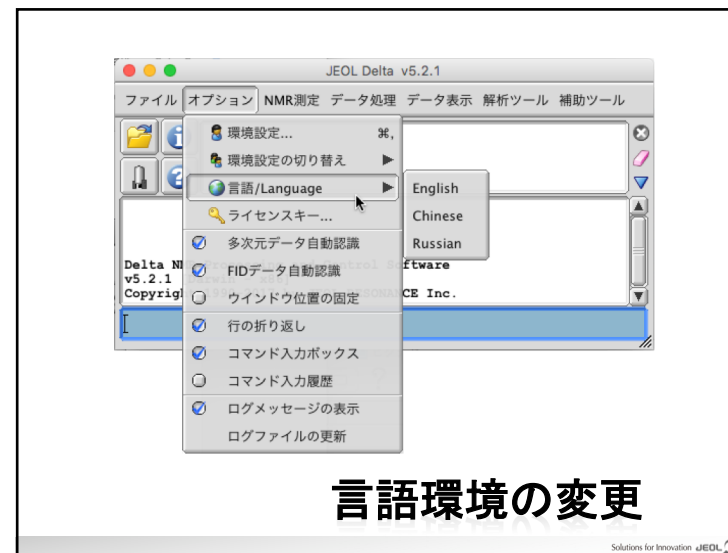 JEOL Delta v5.2.1
ファイル オプション NMR測定 データ処理 データ表示 解析ツール 補助ツール
環境設定... ⌘,
環境設定の切り替え
言語/Language
English
Chinese
Russian
ライセンスキー...
多次元データ自動認識
FIDデータ自動認識
ウインドウ位置の固定
行の折り返し
コマンド入力ボックス
コマンド入力履歴
ログメッセージの表示
ログファイルの更新
Delta
v5.2.1
CE Inc.
言語環境の変更
Solutions for Innovation JEOL